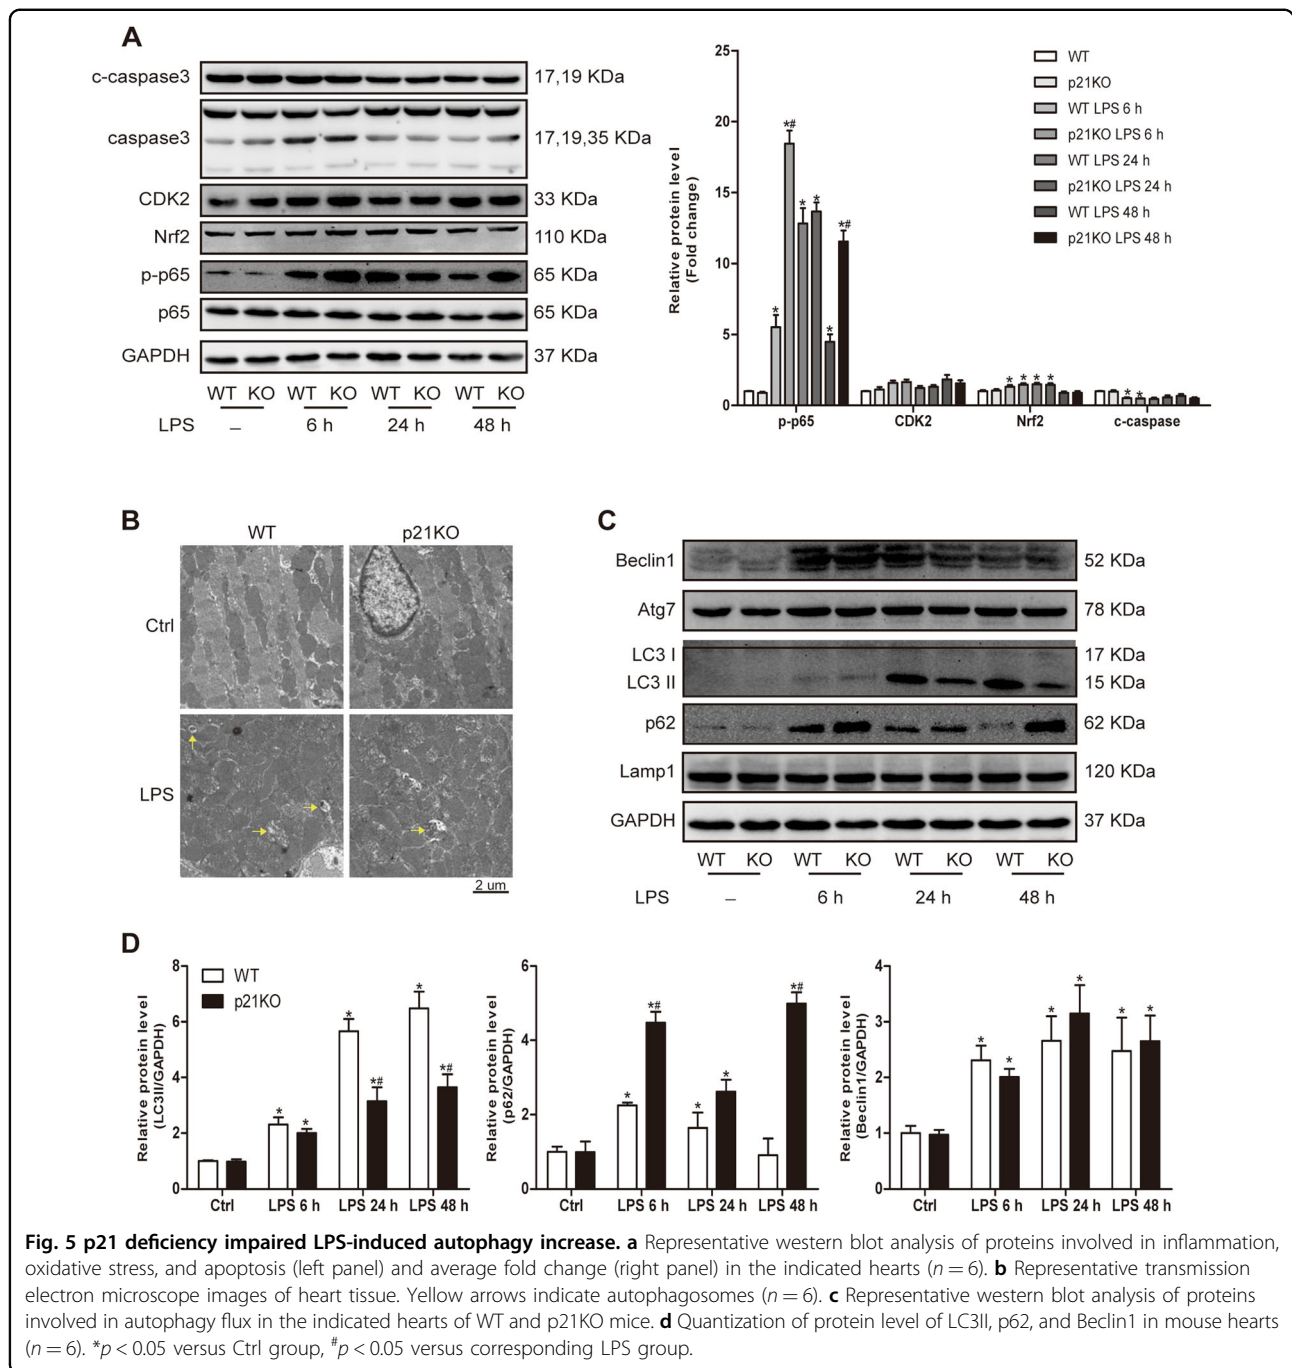 A
c-caspase3 17,19 KDa
caspase3 17,19,35 KDa
CDK2 33 KDa
Nrf2 110 KDa
p-p65 65 KDa
p65 65 KDa
GAPDH 37 KDa
WT KO WT KO WT KO WT KO
LPS – 6 h 24 h 48 h
Relative protein level
(Fold change)
25
20
15
10
5
0
*
*#
*
*
*
*#
* * * *
* *
p-p65 CDK2 Nrf2 c-caspase
WT
p21KO
WT LPS 6 h
p21KO LPS 6 h
WT LPS 24 h
p21KO LPS 24 h
WT LPS 48 h
p21KO LPS 48 h
B
WT p21KO
Ctrl
LPS
2 um
C
Beclin1 52 KDa
Atg7 78 KDa
LC3 I 17 KDa
LC3 II 15 KDa
p62 62 KDa
Lamp1 120 KDa
GAPDH 37 KDa
WT KO WT KO WT KO WT KO
LPS – 6 h 24 h 48 h
D
Relative protein level
(LC3II/GAPDH)
8
6
4
2
0
WT
p21KO
* * * *# * *#
Ctrl LPS 6 h LPS 24 h LPS 48 h
Relative protein level
(p62/GAPDH)
6
4
2
0
* *# * * *#
Ctrl LPS 6 h LPS 24 h LPS 48 h
Relative protein level
(Beclin1/GAPDH)
4
3
2
1
0
* * * * * *
Ctrl LPS 6 h LPS 24 h LPS 48 h
Fig. 5 p21 deficiency impaired LPS-induced autophagy increase. a Representative western blot analysis of proteins involved in inflammation,
oxidative stress, and apoptosis (left panel) and average fold change (right panel) in the indicated hearts (n = 6). b Representative transmission
electron microscope images of heart tissue. Yellow arrows indicate autophagosomes (n = 6). c Representative western blot analysis of proteins
involved in autophagy flux in the indicated hearts of WT and p21KO mice. d Quantization of protein level of LC3II, p62, and Beclin1 in mouse hearts
(n = 6). *p < 0.05 versus Ctrl group, #p < 0.05 versus corresponding LPS group.